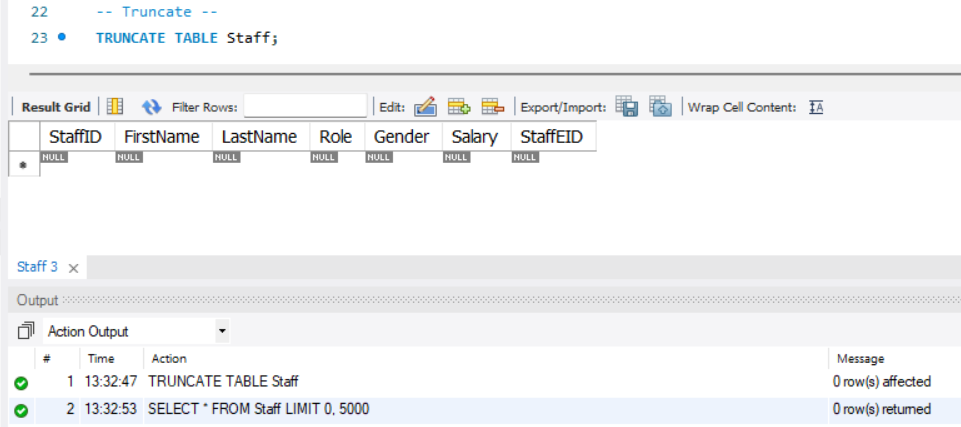 22 -- Truncate --
23 TRUNCATE TABLE Staff;
Result Grid Filter Rows: Edit: Export/Import: Wrap Cell Content: IA
StaffID FirstName LastName Role Gender Salary StaffEID
* NULL NULL NULL NULL NULL NULL NULL
Staff 3 ×
Output
Action Output
# Time Action Message
1 13:32:47 TRUNCATE TABLE Staff 0 row(s) affected
2 13:32:53 SELECT * FROM Staff LIMIT 0, 5000 0 row(s) returned